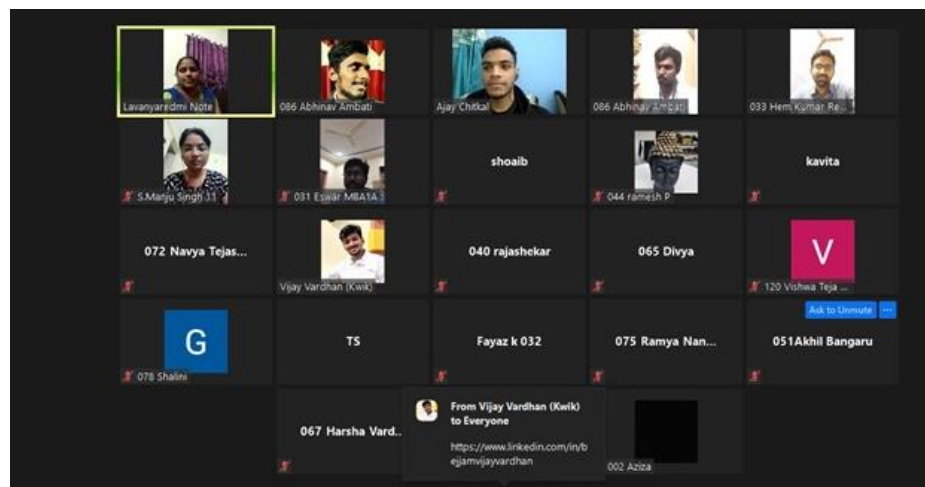 Lavanyaredmi Note
086 Abhinav Ambati
Ajay Chitkal
086 Abhinav Ambati
033 Hem Kumar Re...
S.Manju Singh J1
031 Eswar MBA1A
shoaib
044 ramesh P
kavita
072 Navya Tejas...
Vijay Vardhan (Kwik)
040 rajashekar
065 Divya
V
120 Vishwa Teja ...
G
078 Shalini
TS
Fayaz k 032
075 Ramya Nan...
Ask to Unmute
...
051Akhil Bangaru
067 Harsha Vard..
From Vijay Vardhan (Kwik)
to Everyone
https://www.linkedin.com/in/b
ejjamvijayvardhan
002 Aziza